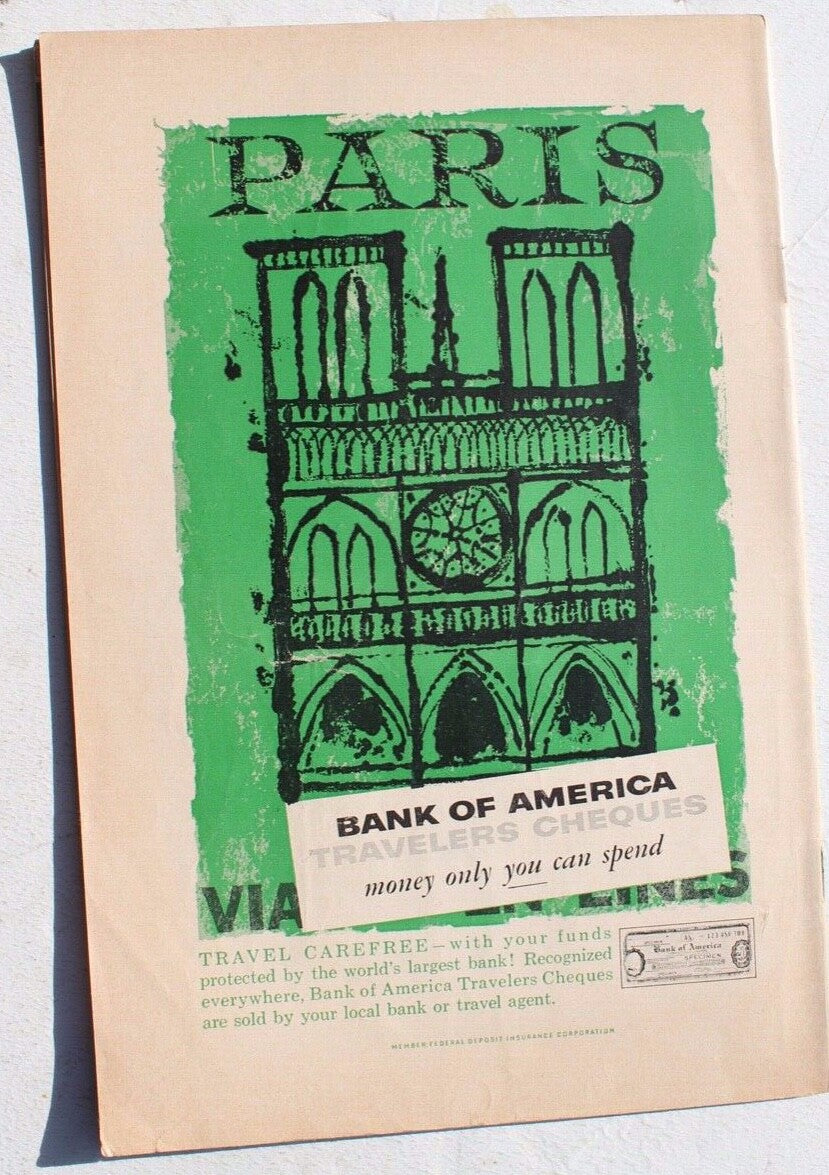 PARIS
BANK OF AMERICA
TRAVELERS CHEQUES
money only you can spend
VIA
LINES
TRAVEL CAREFREE—with your funds
protected by the world's largest bank! Recognized
everywhere, Bank of America Travelers Cheques
are sold by your local bank or travel agent.
Bank of America
SPECIMEN
MEMBER FEDERAL DEPOSIT INSURANCE CORPORATION